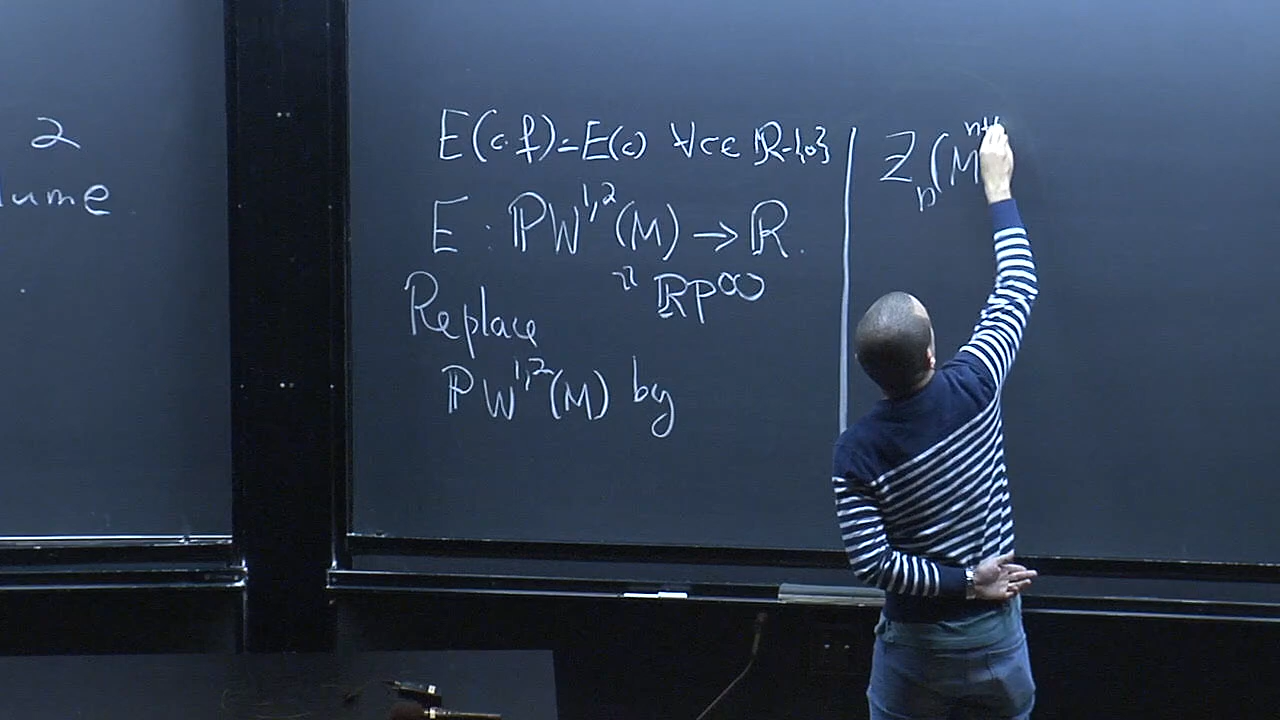 2
lume
E(c·f)=E(c) ∀c∈ ℝ-{0}
E : ℙW^{1,2}(M) → ℝ.
" ℝP^∞
Replace
ℙW^{1,2}(M) by
Z_n(M^{n+1}